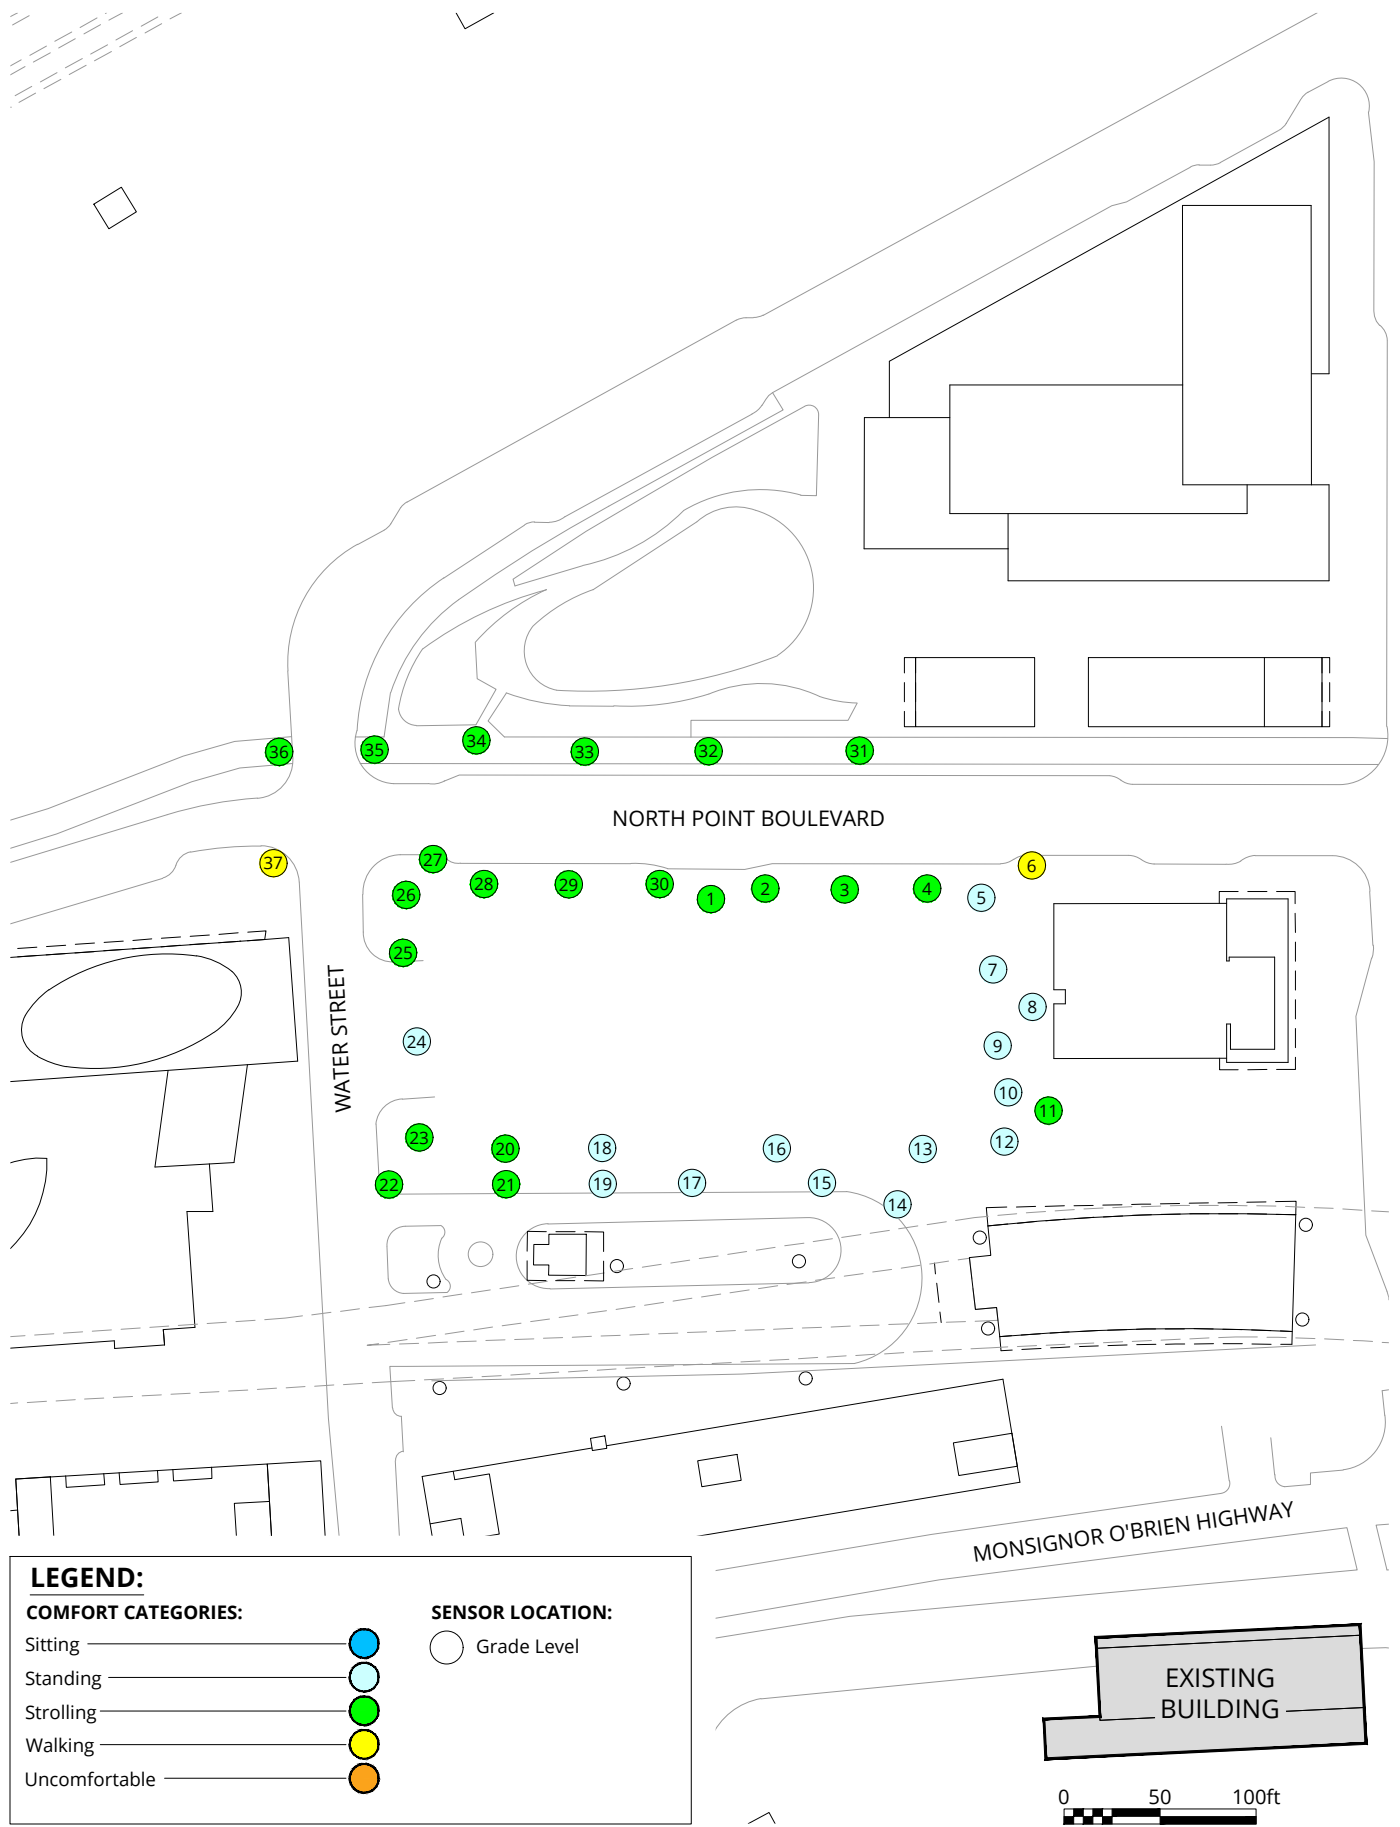 36
35
34
33
32
31
NORTH POINT BOULEVARD
37
27
26
28
29
30
1
2
3
4
5
6
25
7
8
24
9
10
11
12
23
20
18
16
13
22
21
19
17
15
14
WATER STREET
MONSIGNOR O'BRIEN HIGHWAY
LEGEND:
COMFORT CATEGORIES:
Sitting
Standing
Strolling
Walking
Uncomfortable
SENSOR LOCATION:
Grade Level
EXISTING
BUILDING
0 50 100ft